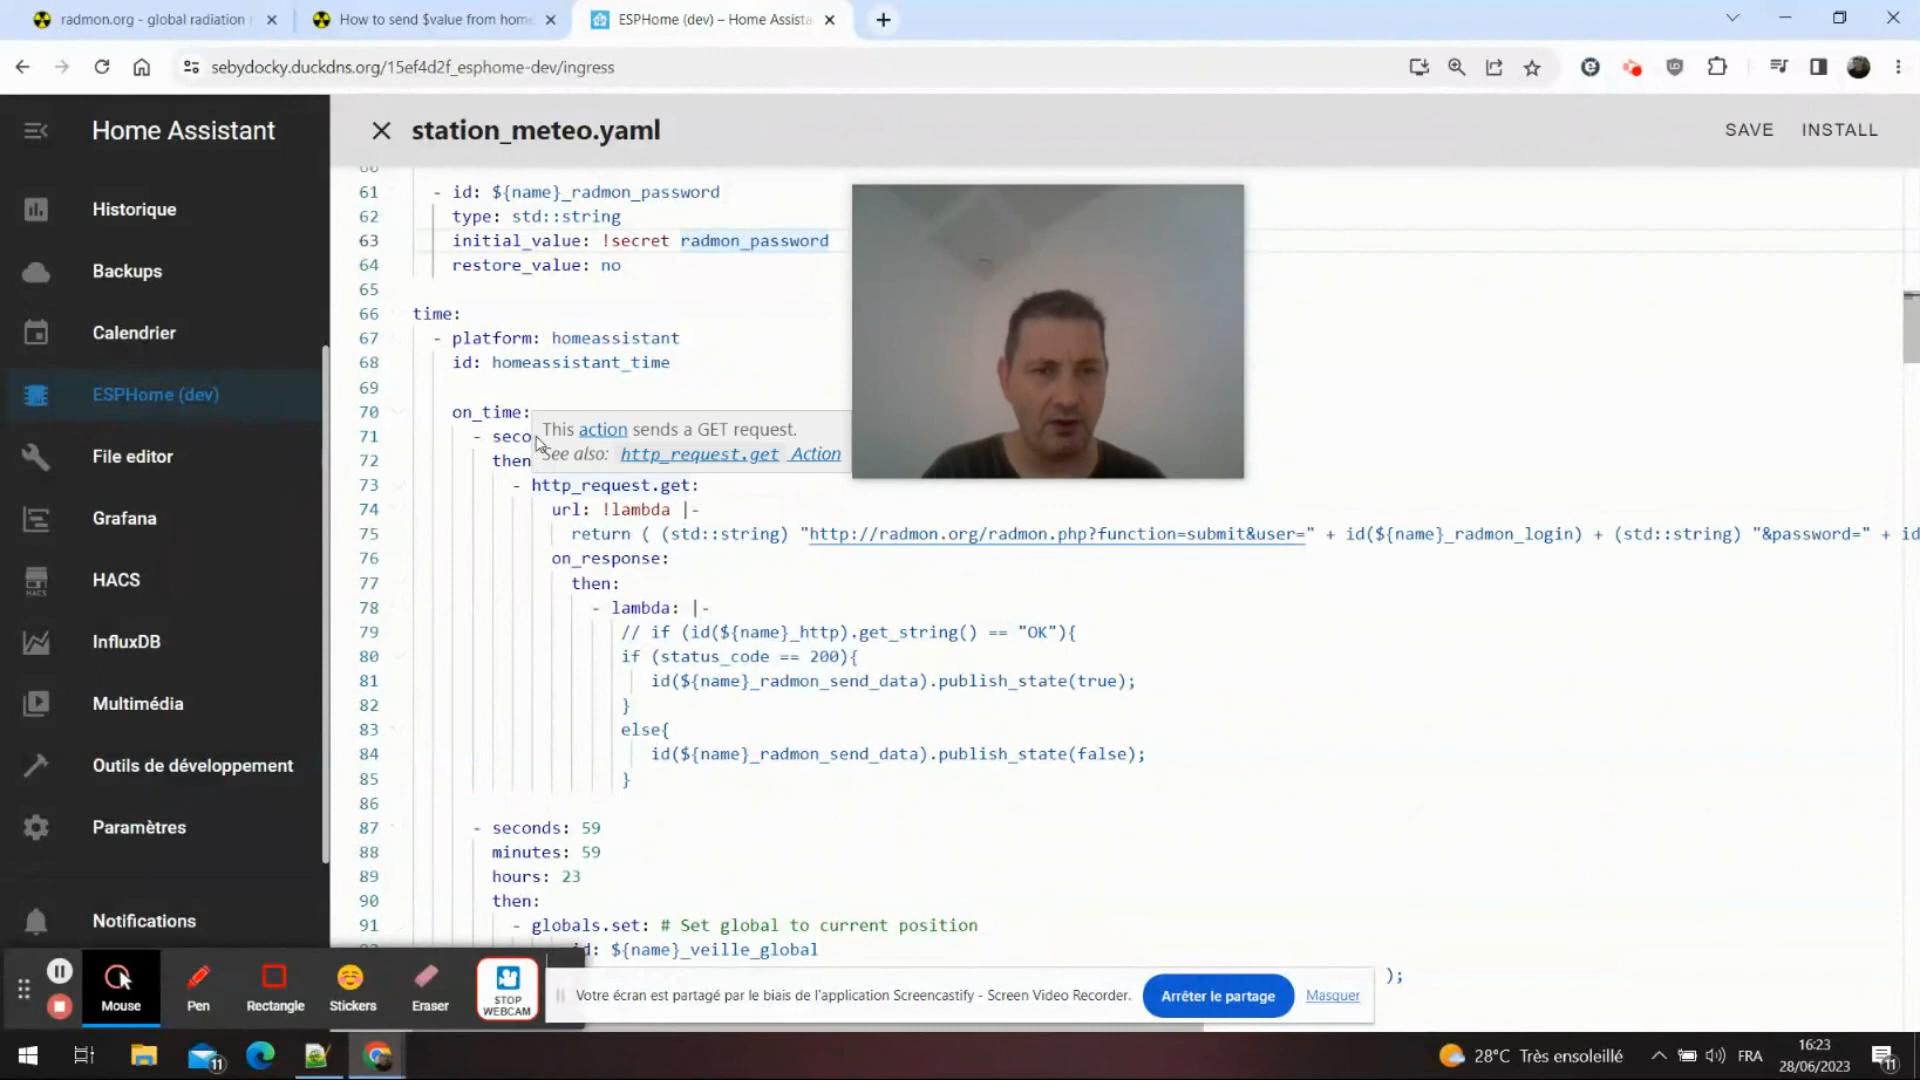 radmon.org - global radiation
How to send $value from hom
ESPHome (dev) – Home Assista
sebydocky.duckdns.org/15ef4d2f_esphome-dev/ingress
Home Assistant
station_meteo.yaml
SAVE
INSTALL
Historique
Backups
Calendrier
ESPHome (dev)
File editor
Grafana
HACS
InfluxDB
Multimédia
Outils de développement
Paramètres
Notifications
61 - id: ${name}_radmon_password
62 type: std::string
63 initial_value: !secret radmon_password
64 restore_value: no
65
66 time:
67 - platform: homeassistant
68 id: homeassistant_time
69
70 on_time:
71 - seco
72 then
This action sends a GET request.
See also: http_request.get Action
73 - http_request.get:
74 url: !lambda |-
75 return ( (std::string) "http://radmon.org/radmon.php?function=submit&user=" + id(${name}_radmon_login) + (std::string) "&password=" + id
76 on_response:
77 then:
78 - lambda: |-
79 // if (id(${name}_http).get_string() == "OK"){
80 if (status_code == 200){
81 id(${name}_radmon_send_data).publish_state(true);
82 }
83 else{
84 id(${name}_radmon_send_data).publish_state(false);
85 }
86
87 - seconds: 59
88 minutes: 59
89 hours: 23
90 then:
91 - globals.set: # Set global to current position
id: ${name}_veille_global
);
Mouse
Pen
Rectangle
Stickers
Eraser
STOP
WEBCAM
Votre écran est partagé par le biais de l'application Screencastify - Screen Video Recorder.
Arrêter le partage
Masquer
11
28°C Très ensoleillé
FRA
16:23
28/06/2023
11